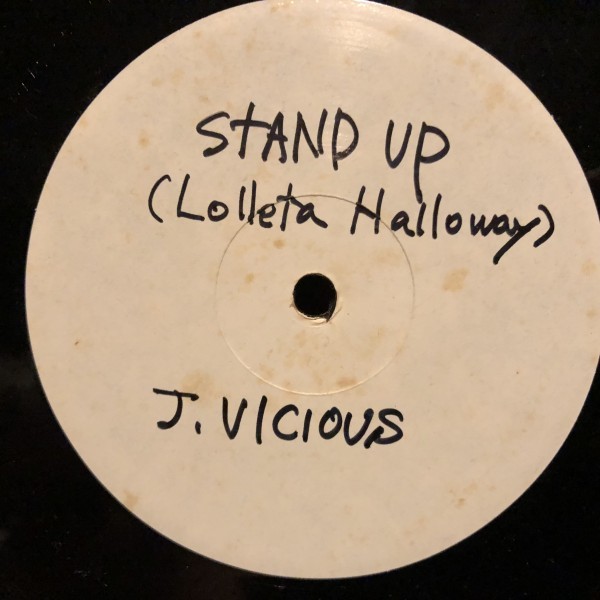 STAND UP
(Lolleta Halloway)
J. VICIOUS